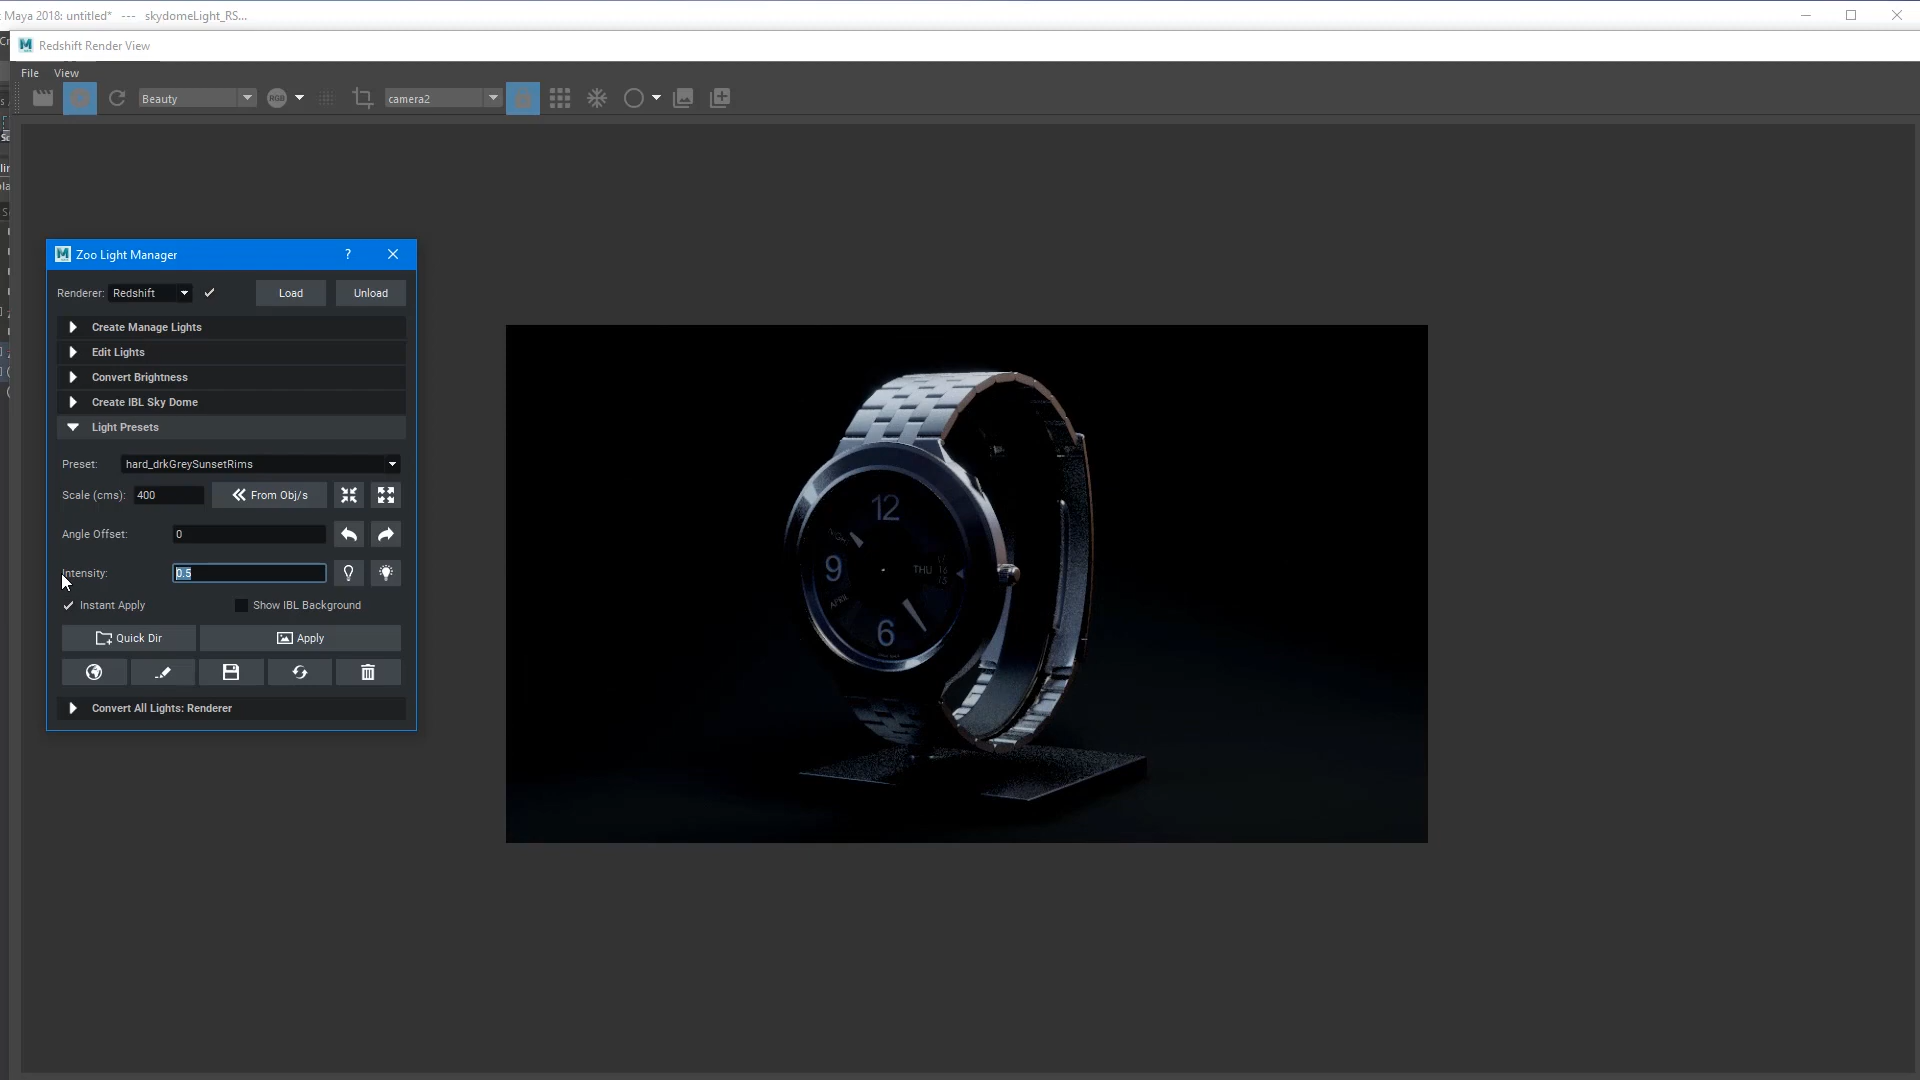 : Maya 2018: untitled* --- skydomeLight_RS...
Redshift Render View
File View
Beauty RGB camera2
Zoo Light Manager ?
Renderer: Redshift Load Unload
Create Manage Lights
Edit Lights
Convert Brightness
Create IBL Sky Dome
Light Presets
Preset: hard_drkGreySunsetRims
Scale (cms): 400 From Obj/s
Angle Offset: 0
Intensity: 0.5
Instant Apply Show IBL Background
Quick Dir Apply
Convert All Lights: Renderer
12
9
THU
APRIL
6